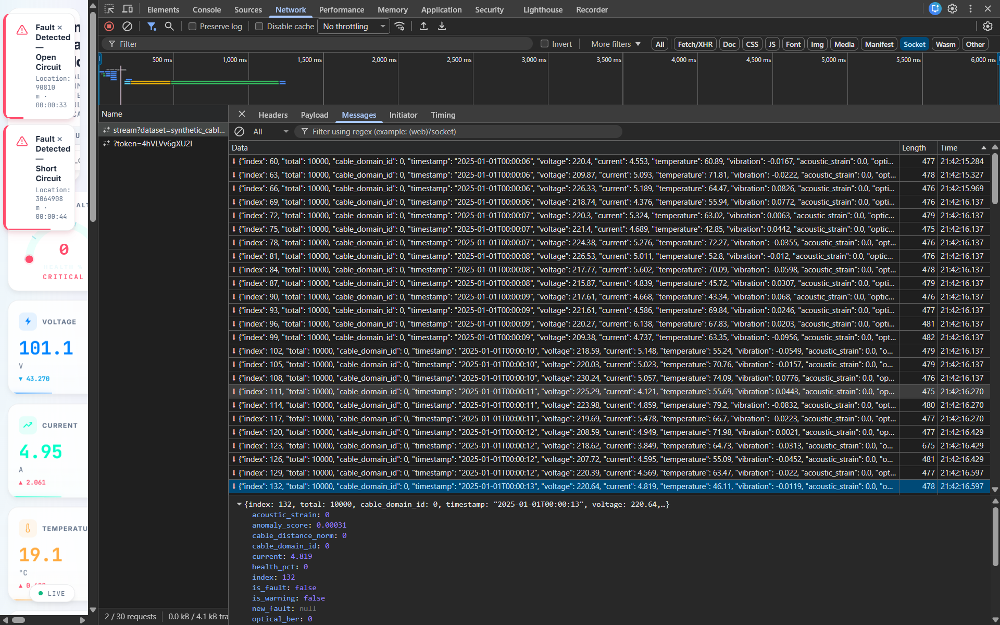 Elements Console Sources Network Performance Memory Application Security Lighthouse Recorder
Preserve log Disable cache No throttling
Filter Invert More filters All Fetch/XHR Doc CSS JS Font Img Media Manifest Socket Wasm Other
500 ms 1,000 ms 1,500 ms 2,000 ms 2,500 ms 3,000 ms 3,500 ms 4,000 ms 4,500 ms 5,000 ms 5,500 ms 6,000 ms
Fault ×
Detected
—
Open
Circuit
Location:
90810
m ·
00:00:33
Fault ×
Detected
—
Short
Circuit
Location:
3064908
m ·
00:00:44
0
CRITICAL
VOLTAGE
101.1
V
▼ 43.270
CURRENT
4.95
A
▲ 2.061
TEMPERATU
19.1
°C
LIVE
Name
stream?dataset=synthetic_cabl...
?token=4hVLVv6gXU2I
2 / 30 requests 0.0 kB / 4.1 kB tra
Headers Payload Messages Initiator Timing
All Filter using regex (example: (web)?socket)
Data Length Time
{"index": 60, "total": 10000, "cable_domain_id": 0, "timestamp": "2025-01-01T00:00:06", "voltage": 220.4, "current": 4.553, "temperature": 60.89, "vibration": -0.0167, "acoustic_strain": 0.0, "opti... 477 21:42:15.284
{"index": 63, "total": 10000, "cable_domain_id": 0, "timestamp": "2025-01-01T00:00:06", "voltage": 209.87, "current": 5.093, "temperature": 71.81, "vibration": -0.0222, "acoustic_strain": 0.0, "opt... 478 21:42:15.327
{"index": 66, "total": 10000, "cable_domain_id": 0, "timestamp": "2025-01-01T00:00:06", "voltage": 226.33, "current": 5.189, "temperature": 64.47, "vibration": 0.0826, "acoustic_strain": 0.0, "opti... 476 21:42:15.969
{"index": 69, "total": 10000, "cable_domain_id": 0, "timestamp": "2025-01-01T00:00:06", "voltage": 218.74, "current": 4.376, "temperature": 55.94, "vibration": 0.0772, "acoustic_strain": 0.0, "opti... 476 21:42:16.137
{"index": 72, "total": 10000, "cable_domain_id": 0, "timestamp": "2025-01-01T00:00:07", "voltage": 220.3, "current": 5.324, "temperature": 63.02, "vibration": 0.0063, "acoustic_strain": 0.0, "optic... 479 21:42:16.137
{"index": 75, "total": 10000, "cable_domain_id": 0, "timestamp": "2025-01-01T00:00:07", "voltage": 221.4, "current": 4.689, "temperature": 42.85, "vibration": 0.0442, "acoustic_strain": 0.0, "optic... 475 21:42:16.137
{"index": 78, "total": 10000, "cable_domain_id": 0, "timestamp": "2025-01-01T00:00:07", "voltage": 224.38, "current": 5.276, "temperature": 72.27, "vibration": -0.0355, "acoustic_strain": 0.0, "opt... 476 21:42:16.137
{"index": 81, "total": 10000, "cable_domain_id": 0, "timestamp": "2025-01-01T00:00:08", "voltage": 226.53, "current": 5.011, "temperature": 52.8, "vibration": -0.012, "acoustic_strain": 0.0, "optic... 476 21:42:16.137
{"index": 84, "total": 10000, "cable_domain_id": 0, "timestamp": "2025-01-01T00:00:08", "voltage": 217.77, "current": 5.602, "temperature": 70.09, "vibration": -0.0598, "acoustic_strain": 0.0, "opt... 478 21:42:16.137
{"index": 87, "total": 10000, "cable_domain_id": 0, "timestamp": "2025-01-01T00:00:08", "voltage": 215.87, "current": 4.839, "temperature": 45.72, "vibration": 0.0307, "acoustic_strain": 0.0, "opti... 479 21:42:16.137
{"index": 90, "total": 10000, "cable_domain_id": 0, "timestamp": "2025-01-01T00:00:09", "voltage": 217.61, "current": 4.668, "temperature": 43.34, "vibration": 0.068, "acoustic_strain": 0.0, "optic... 476 21:42:16.137
{"index": 93, "total": 10000, "cable_domain_id": 0, "timestamp": "2025-01-01T00:00:09", "voltage": 221.61, "current": 4.586, "temperature": 69.84, "vibration": 0.0246, "acoustic_strain": 0.0, "opti... 477 21:42:16.137
{"index": 96, "total": 10000, "cable_domain_id": 0, "timestamp": "2025-01-01T00:00:09", "voltage": 220.27, "current": 6.138, "temperature": 67.83, "vibration": 0.0203, "acoustic_strain": 0.0, "opti... 481 21:42:16.137
{"index": 99, "total": 10000, "cable_domain_id": 0, "timestamp": "2025-01-01T00:00:09", "voltage": 209.38, "current": 4.737, "temperature": 63.35, "vibration": -0.0956, "acoustic_strain": 0.0, "opti... 482 21:42:16.137
{"index": 102, "total": 10000, "cable_domain_id": 0, "timestamp": "2025-01-01T00:00:10", "voltage": 218.59, "current": 5.148, "temperature": 55.24, "vibration": -0.0549, "acoustic_strain": 0.0, "o... 479 21:42:16.137
{"index": 105, "total": 10000, "cable_domain_id": 0, "timestamp": "2025-01-01T00:00:10", "voltage": 220.03, "current": 5.023, "temperature": 70.76, "vibration": -0.0157, "acoustic_strain": 0.0, "o... 479 21:42:16.137
{"index": 108, "total": 10000, "cable_domain_id": 0, "timestamp": "2025-01-01T00:00:10", "voltage": 230.24, "current": 5.057, "temperature": 74.09, "vibration": 0.0776, "acoustic_strain": 0.0, "op... 476 21:42:16.137
{"index": 111, "total": 10000, "cable_domain_id": 0, "timestamp": "2025-01-01T00:00:11", "voltage": 225.29, "current": 4.121, "temperature": 55.69, "vibration": 0.0443, "acoustic_strain": 0.0, "op... 475 21:42:16.270
{"index": 114, "total": 10000, "cable_domain_id": 0, "timestamp": "2025-01-01T00:00:11", "voltage": 223.98, "current": 4.859, "temperature": 79.2, "vibration": -0.0832, "acoustic_strain": 0.0, "opt... 480 21:42:16.270
{"index": 117, "total": 10000, "cable_domain_id": 0, "timestamp": "2025-01-01T00:00:11", "voltage": 219.69, "current": 5.478, "temperature": 66.7, "vibration": -0.0223, "acoustic_strain": 0.0, "opt... 477 21:42:16.270
{"index": 120, "total": 10000, "cable_domain_id": 0, "timestamp": "2025-01-01T00:00:12", "voltage": 208.59, "current": 4.949, "temperature": 71.98, "vibration": 0.0021, "acoustic_strain": 0.0, "op... 477 21:42:16.429
{"index": 123, "total": 10000, "cable_domain_id": 0, "timestamp": "2025-01-01T00:00:12", "voltage": 218.62, "current": 3.849, "temperature": 64.73, "vibration": -0.0313, "acoustic_strain": 0.0, "o... 675 21:42:16.429
{"index": 126, "total": 10000, "cable_domain_id": 0, "timestamp": "2025-01-01T00:00:12", "voltage": 207.72, "current": 4.595, "temperature": 55.09, "vibration": -0.0452, "acoustic_strain": 0.0, "o... 481 21:42:16.429
{"index": 129, "total": 10000, "cable_domain_id": 0, "timestamp": "2025-01-01T00:00:12", "voltage": 220.39, "current": 4.569, "temperature": 63.47, "vibration": -0.022, "acoustic_strain": 0.0, "opt... 477 21:42:16.597
{"index": 132, "total": 10000, "cable_domain_id": 0, "timestamp": "2025-01-01T00:00:13", "voltage": 220.64, "current": 4.819, "temperature": 46.11, "vibration": -0.0119, "acoustic_strain": 0.0, "o... 478 21:42:16.597
{index: 132, total: 10000, cable_domain_id: 0, timestamp: "2025-01-01T00:00:13", voltage: 220.64,…}
acoustic_strain: 0
anomaly_score: 0.00031
cable_distance_norm: 0
cable_domain_id: 0
current: 4.819
health_pct: 0
index: 132
is_fault: false
is_warning: false
new_fault: null
optical_ber: 0